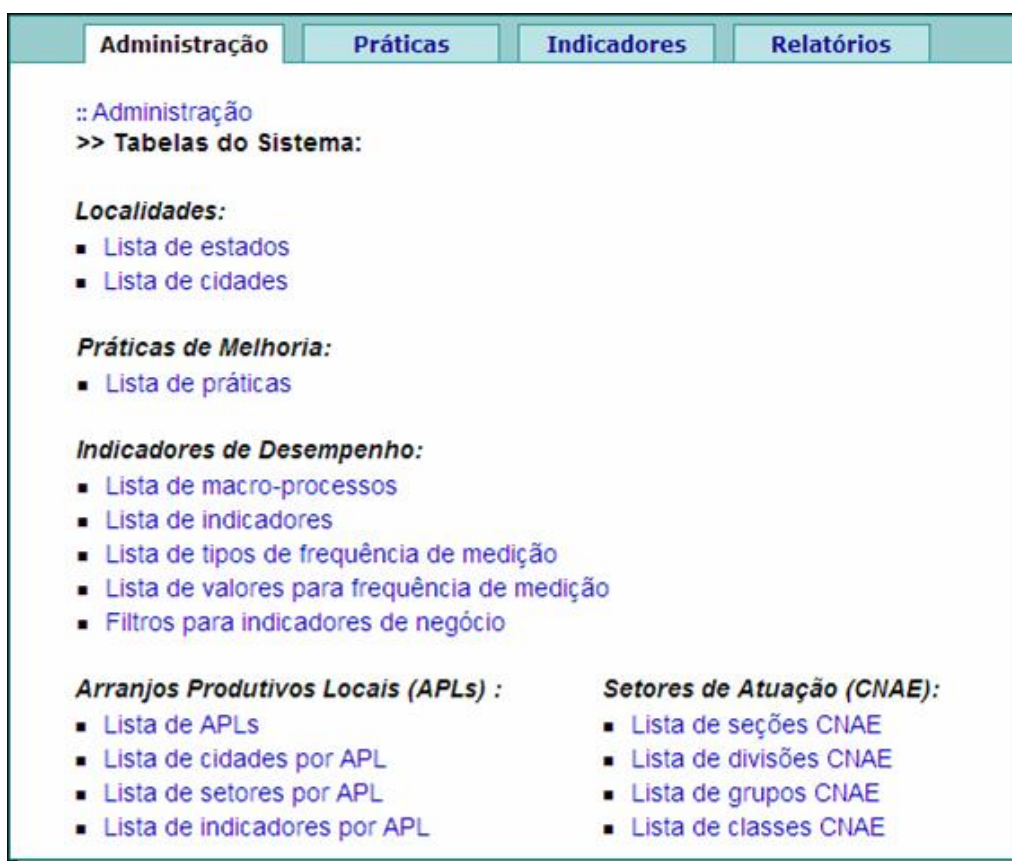 Administração Práticas Indicadores Relatórios
:: Administração
>> Tabelas do Sistema:
Localidades:
▪ Lista de estados
▪ Lista de cidades
Práticas de Melhoria:
▪ Lista de práticas
Indicadores de Desempenho:
▪ Lista de macro-processos
▪ Lista de indicadores
▪ Lista de tipos de frequência de medição
▪ Lista de valores para frequência de medição
▪ Filtros para indicadores de negócio
Arranjos Produtivos Locais (APLs) :
▪ Lista de APLs
▪ Lista de cidades por APL
▪ Lista de setores por APL
▪ Lista de indicadores por APL
Setores de Atuação (CNAE):
▪ Lista de seções CNAE
▪ Lista de divisões CNAE
▪ Lista de grupos CNAE
▪ Lista de classes CNAE